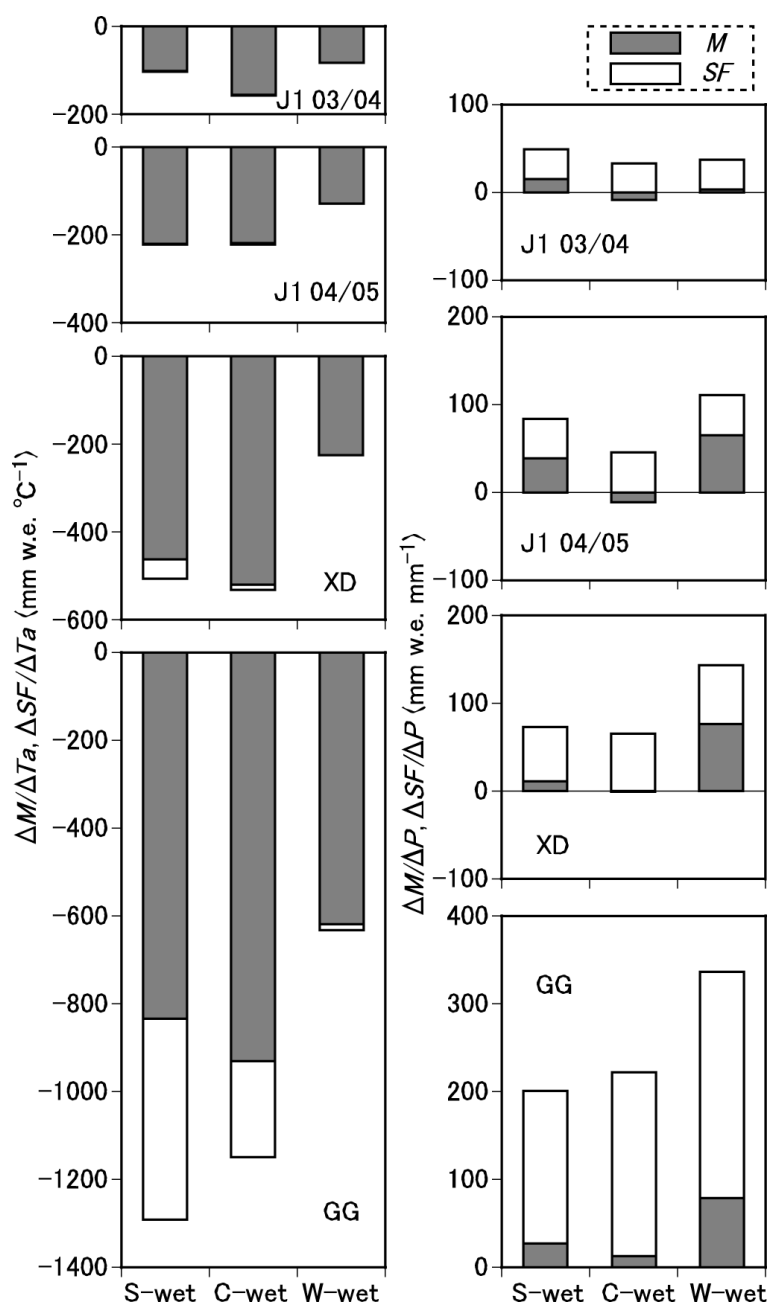 0
-200
J1 03/04
0
-200
-400
J1 04/05
0
-200
-400
-600
XD
0
-200
-400
-600
-800
-1000
-1200
-1400
GG
S-wet C-wet W-wet
ΔM/ΔTa, ΔSF/ΔTa (mm w.e. °C⁻¹)
M
SF
100
0
-100
J1 03/04
200
100
0
-100
J1 04/05
200
100
0
-100
XD
400
300
200
100
0
GG
S-wet C-wet W-wet
ΔM/ΔP, ΔSF/ΔP (mm w.e. mm⁻¹)